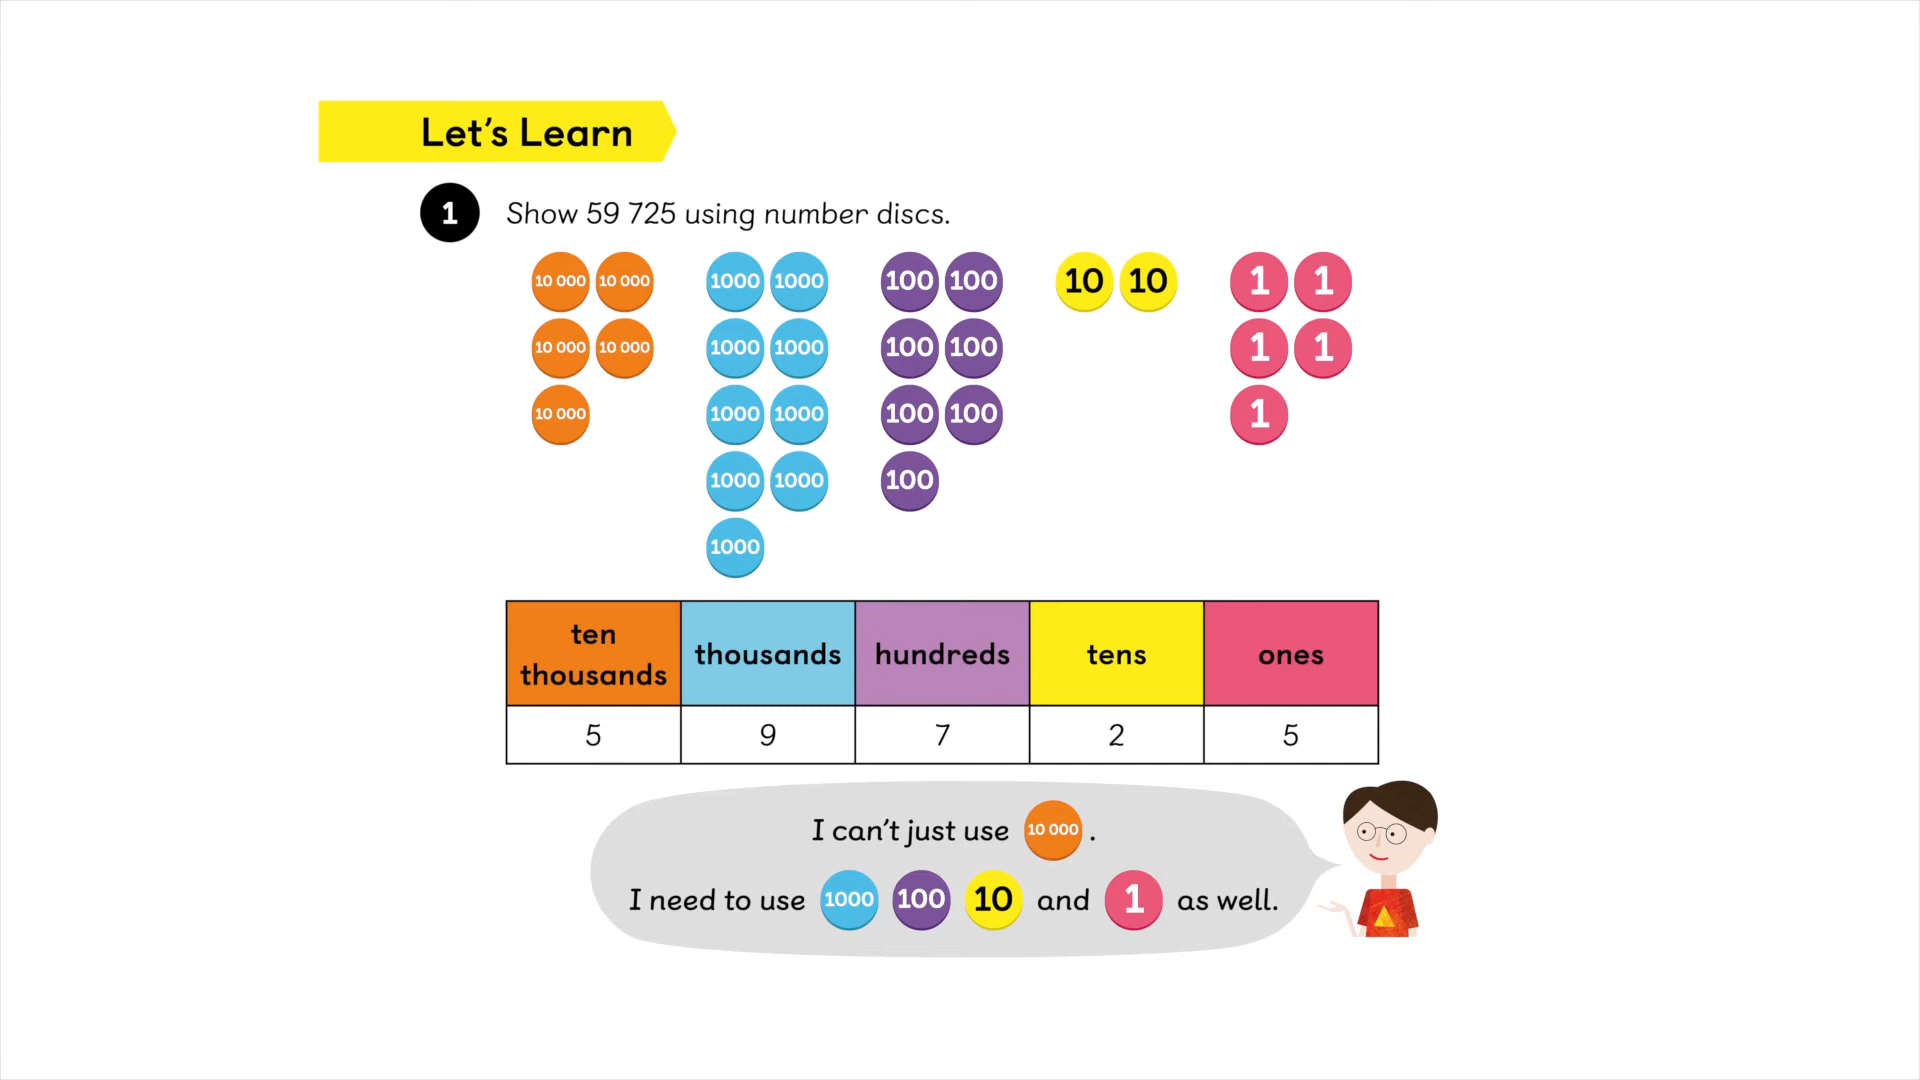 Let's Learn
1 Show 59 725 using number discs.
10 000 10 000 1000 1000 100 100 10 10 1 1
10 000 10 000 1000 1000 100 100 1 1
10 000 1000 1000 100 100 1
1000 1000 100
1000
ten thousands thousands hundreds tens ones
5 9 7 2 5
I can't just use 10 000 .
I need to use 1000 100 10 and 1 as well.